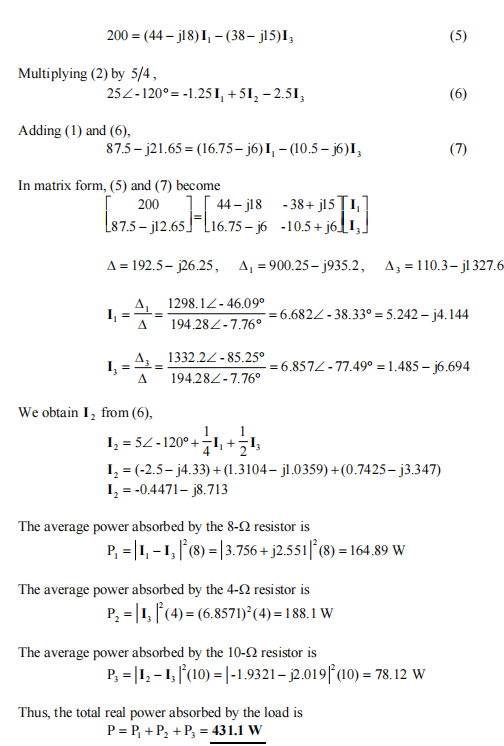 200 = (44 – j18) I₁ – (38 – j15) I₃ (5)
Multiplying (2) by 5/4,
25∠-120° = -1.25 I₁ + 5I₂ – 2.5I₃ (6)
Adding (1) and (6),
87.5 – j21.65 = (16.75 – j6) I₁ – (10.5 – j6) I₃ (7)
In matrix form, (5) and (7) become
[200 87.5 – j12.65] = [44 – j18 -38 + j15 16.75 – j6 -10.5 + j6] [I₁ I₃]
Δ = 192.5 – j26.25, Δ₁ = 900.25 – j935.2, Δ₃ = 110.3 – j1327.6
I₁ = Δ₁/Δ = 1298.1∠-46.09°/194.28∠-7.76° = 6.682∠-38.33° = 5.242 – j4.144
I₃ = Δ₃/Δ = 1332.2∠-85.25°/194.28∠-7.76° = 6.857∠-77.49° = 1.485 – j6.694
We obtain I₂ from (6),
I₂ = 5∠-120° + 1/4 I₁ + 1/2 I₃
I₂ = (-2.5 – j4.33) + (1.3104 – j1.0359) + (0.7425 – j3.347)
I₂ = -0.4471 – j8.713
The average power absorbed by the 8-Ω resistor is
P₁ = |I₁ – I₃|²(8) = |3.756 + j2.551|²(8) = 164.89 W
The average power absorbed by the 4-Ω resistor is
P₂ = |I₃|²(4) = (6.8571)²(4) = 188.1 W
The average power absorbed by the 10-Ω resistor is
P₃ = |I₂ – I₃|²(10) = |-1.9321 – j2.019|²(10) = 78.12 W
Thus, the total real power absorbed by the load is
P = P₁ + P₂ + P₃ = 431.1 W